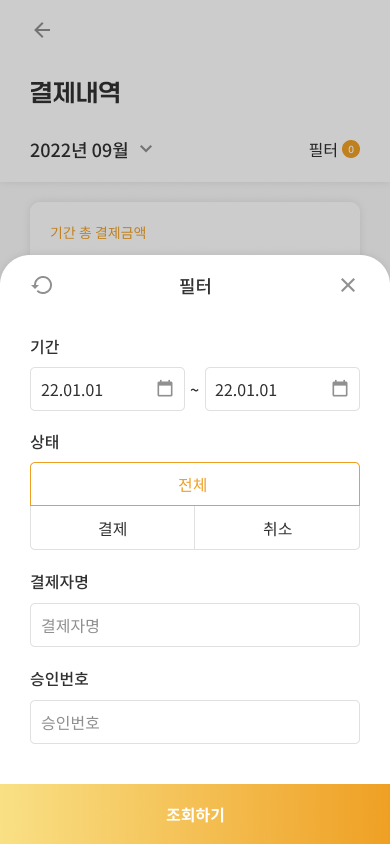 결제내역
2022년 09월
필터 0
기간 총 결제금액
필터
기간
22.01.01 ~ 22.01.01
상태
전체
결제 취소
결제자명
결제자명
승인번호
승인번호
조회하기